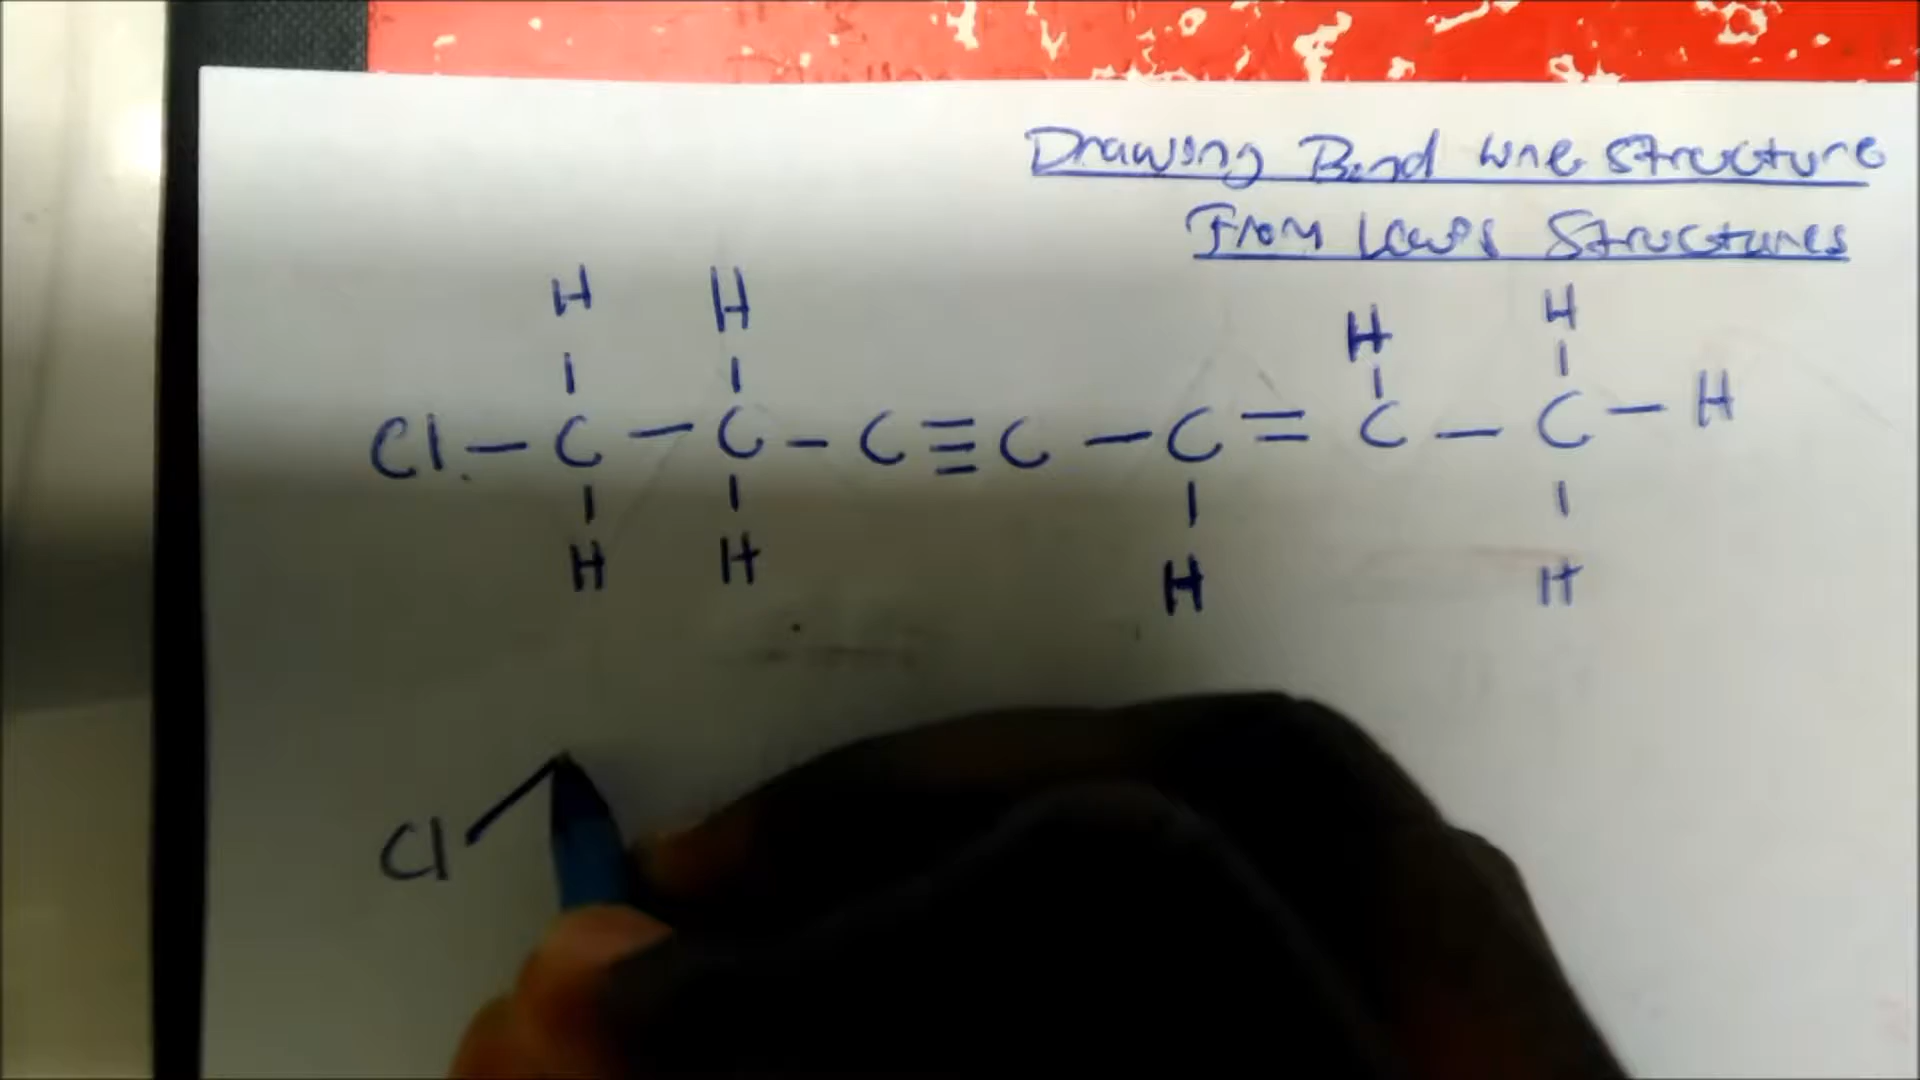 Drawing Bond line structure
From Lewis Structures
H H H H
Cl - C - C - C ≡ C - C = C - C - H
H H H H
Cl